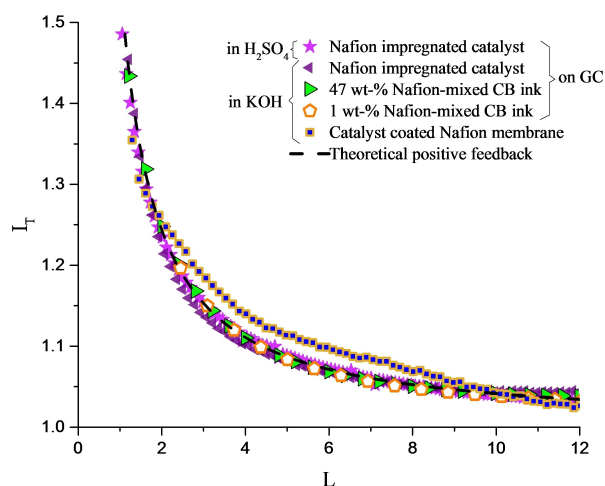 1.5
1.4
1.3
1.2
1.1
1.0
I_T
0
2
4
6
8
10
12
L
in H₂SO₄
in KOH
Nafion impregnated catalyst
Nafion impregnated catalyst
47 wt-% Nafion-mixed CB ink
1 wt-% Nafion-mixed CB ink
Catalyst coated Nafion membrane
Theoretical positive feedback
on GC